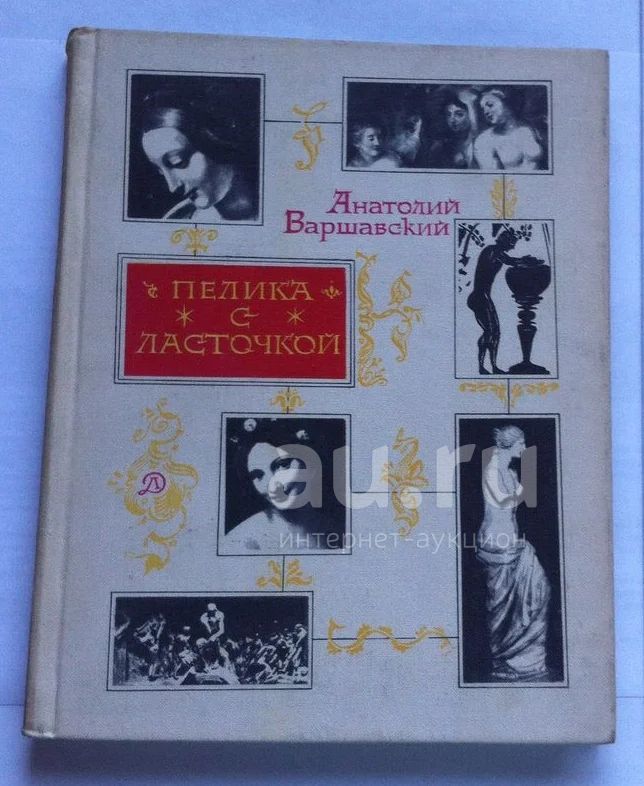 Анатолий
Варшавский
ПЕЛИКА
С
ЛАСТОЧКОЙ
Д
au.ru
интернет-аукцион